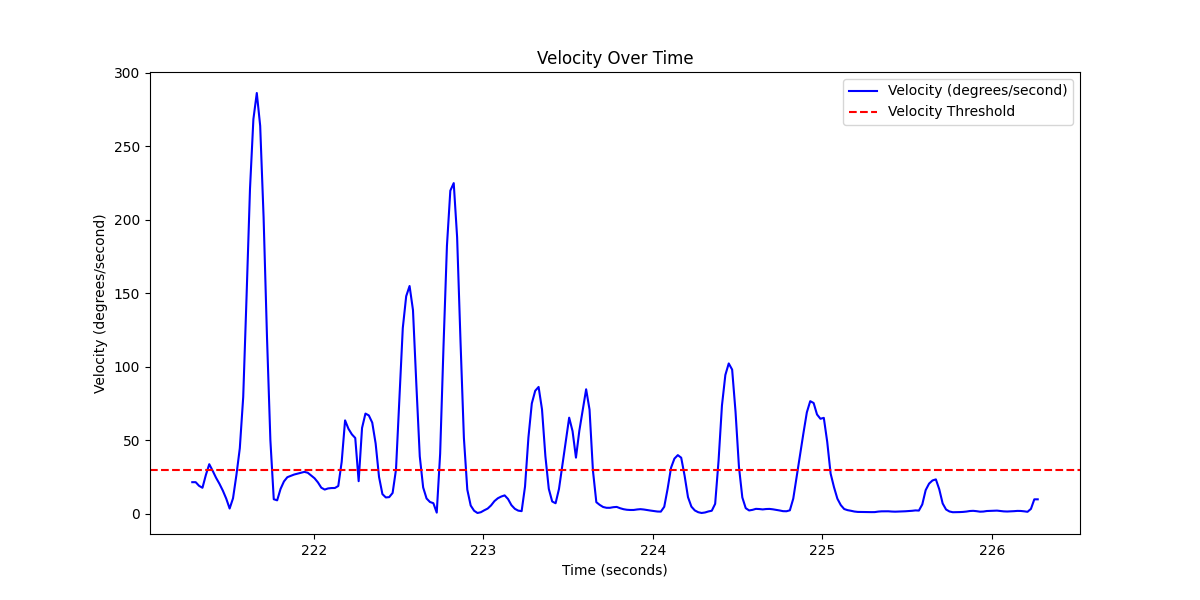 Velocity Over Time
Velocity (degrees/second)
Velocity Threshold
300
250
200
150
100
50
0
Velocity (degrees/second)
222
223
224
225
226
Time (seconds)